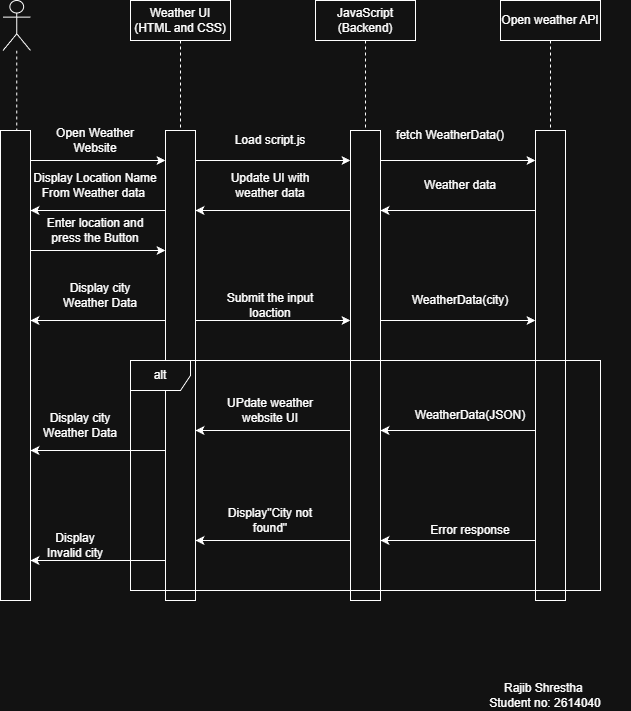 Weather UI
(HTML and CSS)
JavaScript
(Backend)
Open weather API
Open Weather
Website
Load script.js
fetch WeatherData()
Display Location Name
From Weather data
Update UI with
weather data
Weather data
Enter location and
press the Button
Display city
Weather Data
Submit the input
loaction
WeatherData(city)
alt
UPdate weather
website UI
WeatherData(JSON)
Display city
Weather Data
Display"City not
found"
Error response
Display
Invalid city
Rajib Shrestha
Student no: 2614040